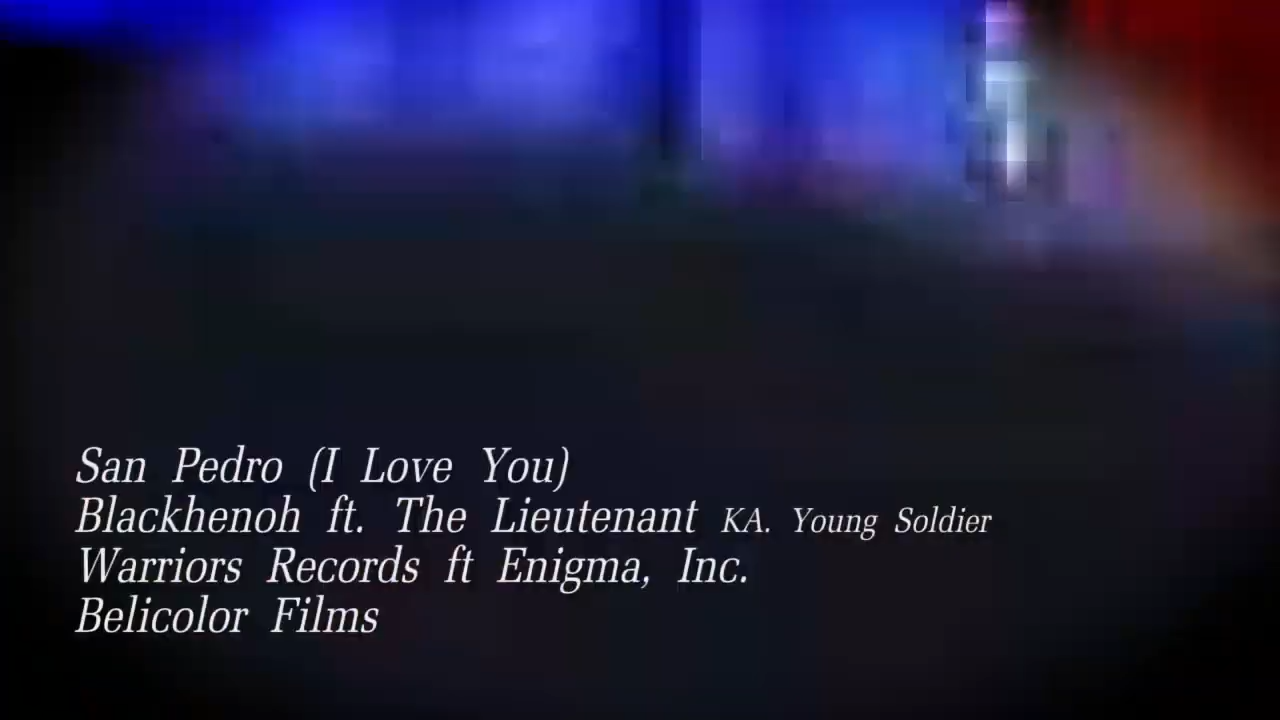 San Pedro (I Love You)
Blackhenoh ft. The Lieutenant KA. Young Soldier
Warriors Records ft Enigma, Inc.
Belicolor Films